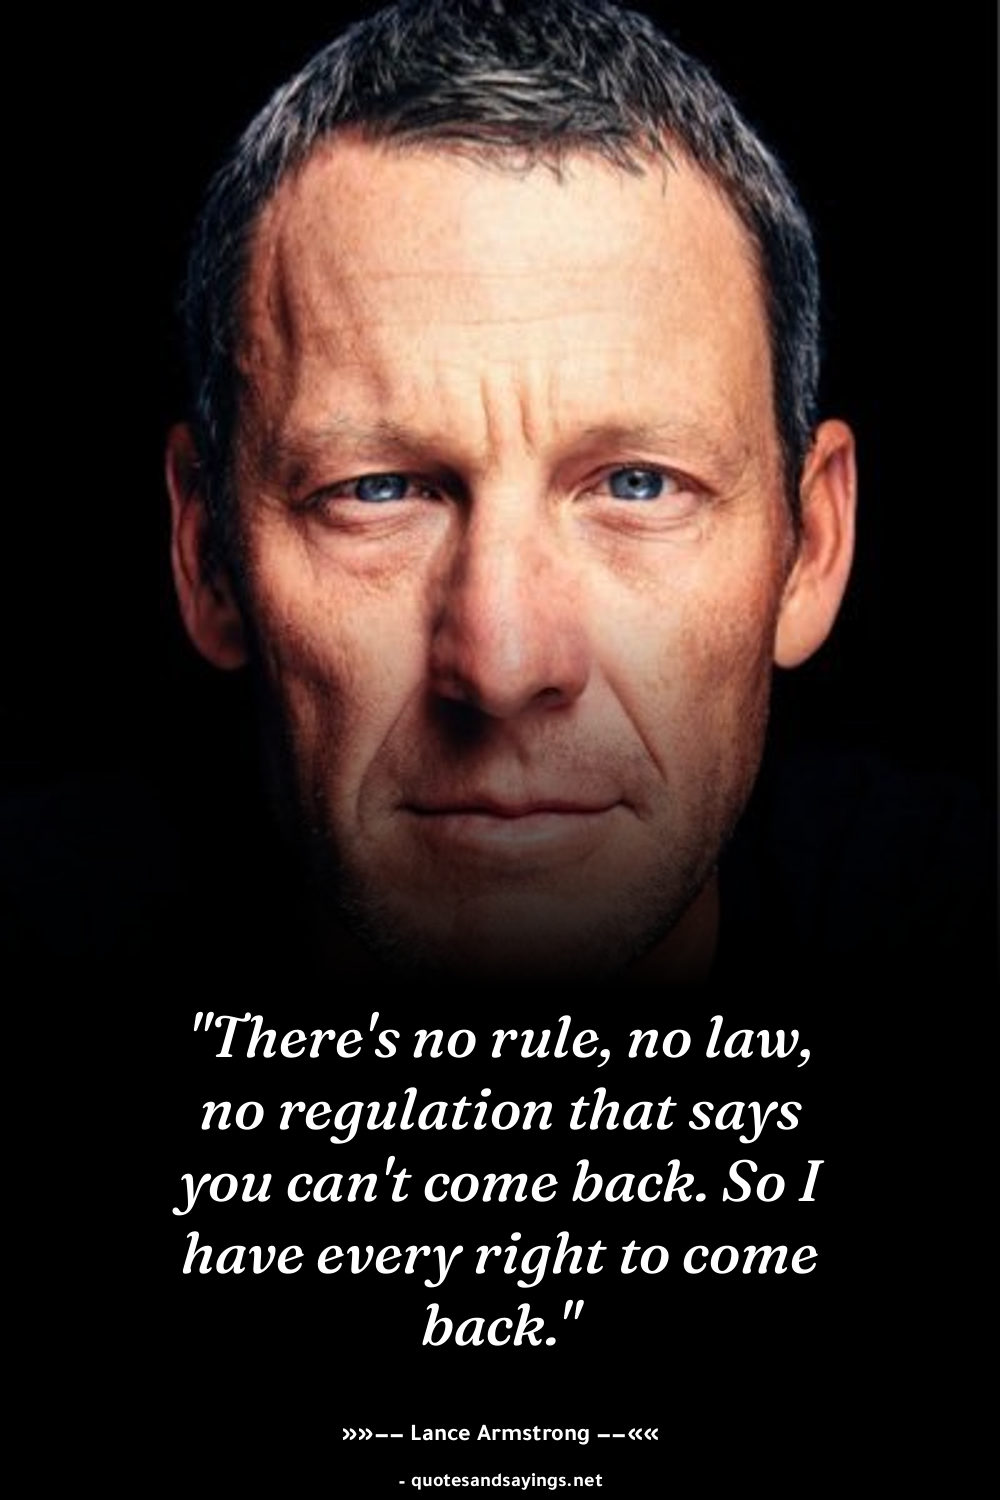 "There's no rule, no law,
no regulation that says
you can't come back. So I
have every right to come
back."
»»–– Lance Armstrong ––««
- quotesandsayings.net